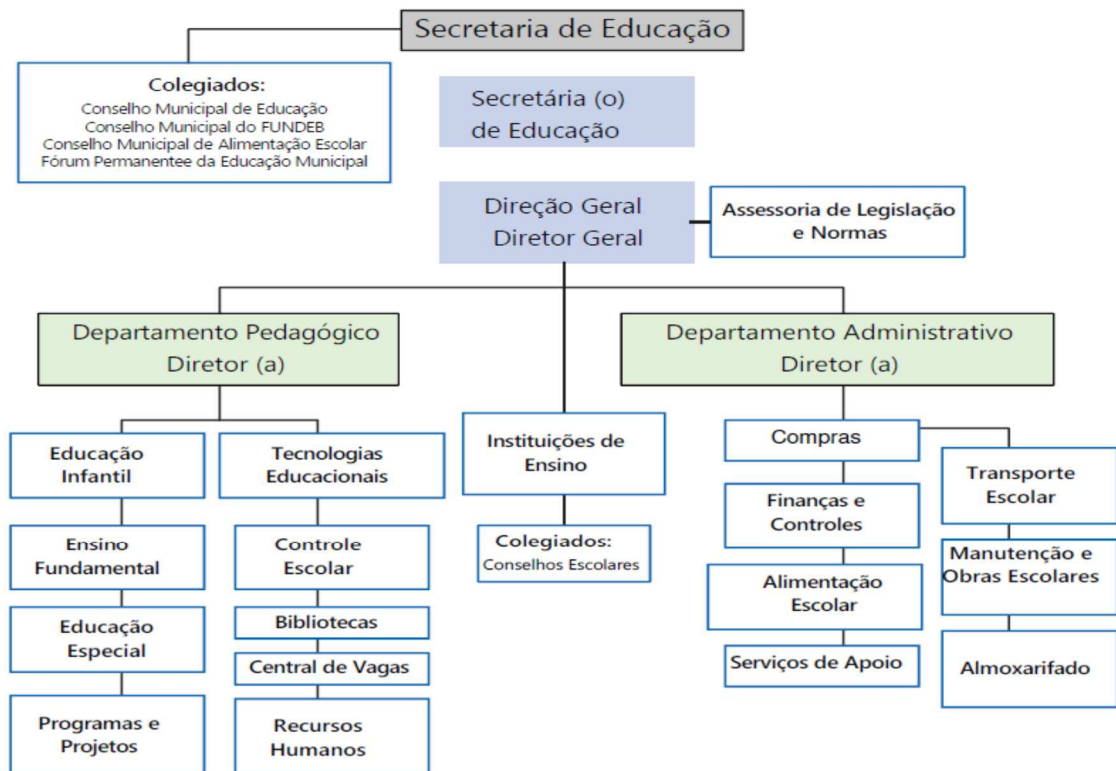 Secretaria de Educação
Colegiados:
Conselho Municipal de Educação
Conselho Municipal do FUNDEB
Conselho Municipal de Alimentação Escolar
Fórum Permanentee da Educação Municipal
Secretária (o)
de Educação
Direção Geral
Diretor Geral
Assessoria de Legislação
e Normas
Departamento Pedagógico
Diretor (a)
Departamento Administrativo
Diretor (a)
Educação
Infantil
Ensino
Fundamental
Educação
Especial
Programas e
Projetos
Tecnologias
Educacionais
Controle
Escolar
Bibliotecas
Central de Vagas
Recursos
Humanos
Instituições de
Ensino
Colegiados:
Conselhos Escolares
Compras
Finanças e
Controles
Alimentação
Escolar
Serviços de Apoio
Transporte
Escolar
Manutenção e
Obras Escolares
Almoxarifado